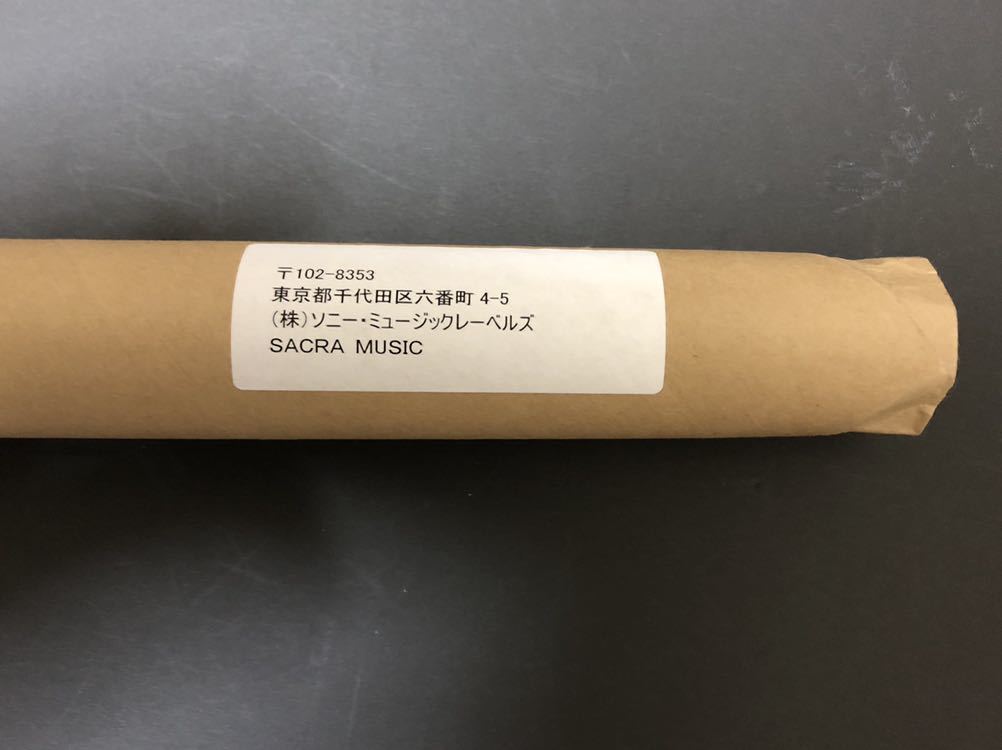 〒102-8353
東京都千代田区六番町 4-5
(株)ソニー・ミュージックレーベルズ
SACRA MUSIC